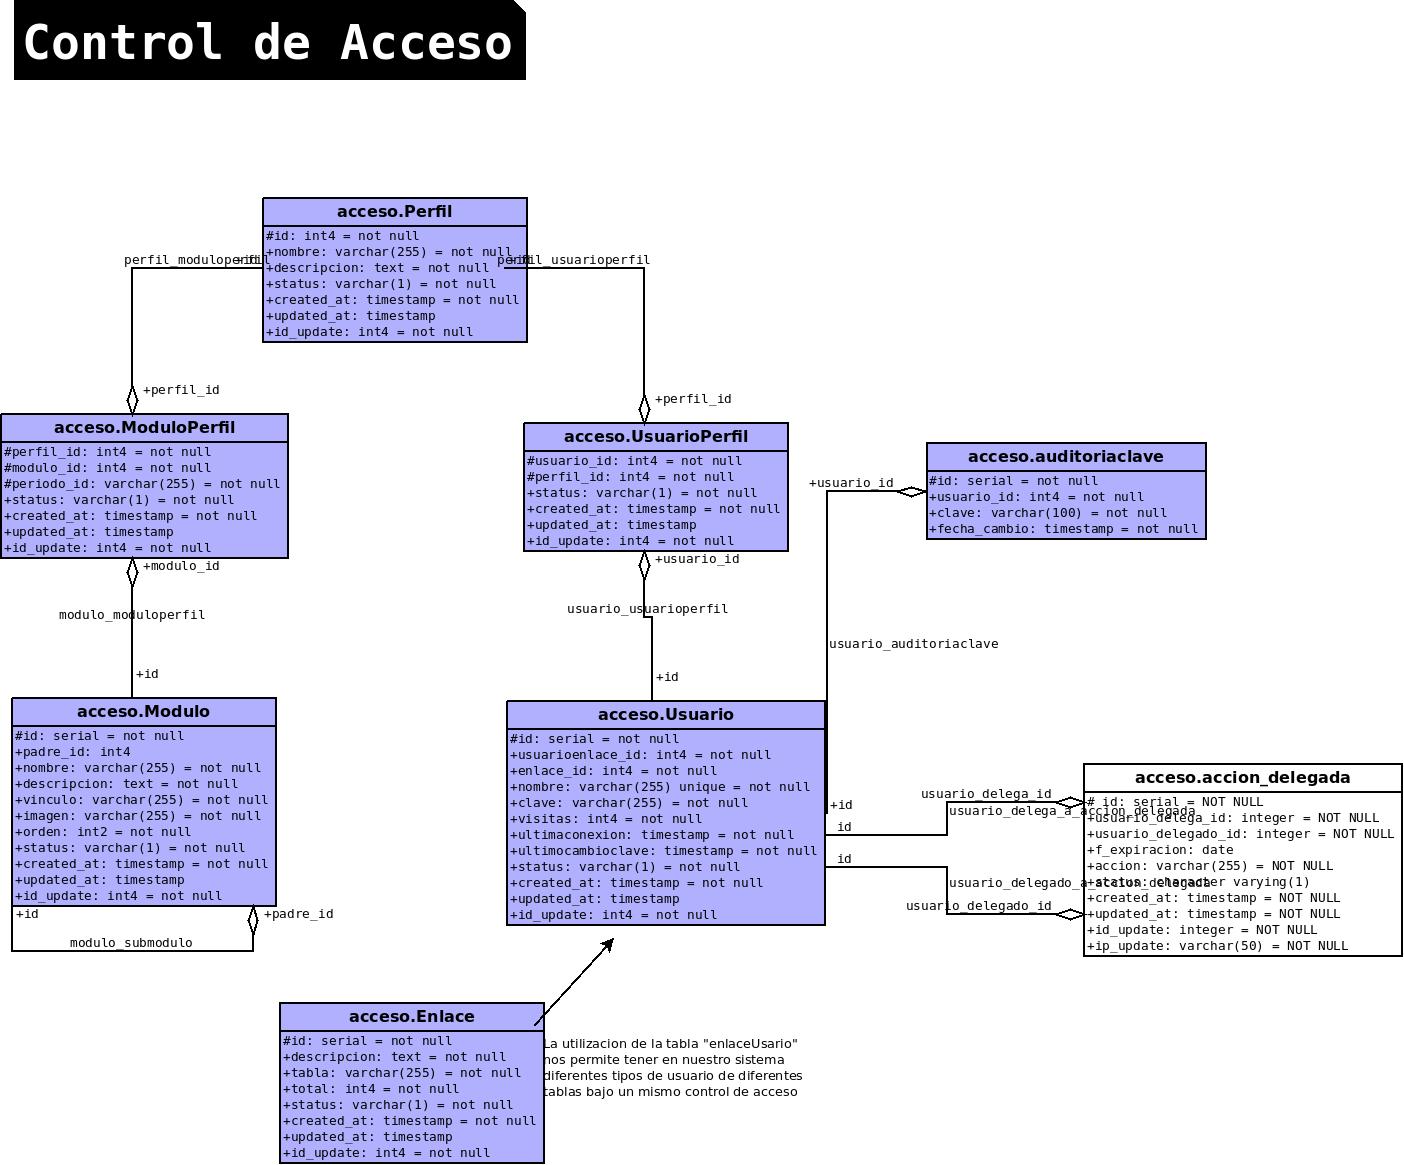 Control de Acceso
acceso.Perfil
#id: int4 = not null
+nombre: varchar(255) = not null
+descripcion: text = not null
+status: varchar(1) = not null
+created_at: timestamp = not null
+updated_at: timestamp
+id_update: int4 = not null
perfil_moduloperfil
+id
perfil_usuarioperfil
+id
+perfil_id
+perfil_id
acceso.ModuloPerfil
#perfil_id: int4 = not null
#modulo_id: int4 = not null
#periodo_id: varchar(255) = not null
+status: varchar(1) = not null
+created_at: timestamp = not null
+updated_at: timestamp
+id_update: int4 = not null
acceso.UsuarioPerfil
#usuario_id: int4 = not null
#perfil_id: int4 = not null
+status: varchar(1) = not null
+created_at: timestamp = not null
+updated_at: timestamp
+id_update: int4 = not null
acceso.auditoriaclave
#id: serial = not null
+usuario_id: int4 = not null
+clave: varchar(100) = not null
+fecha_cambio: timestamp = not null
+usuario_id
+modulo_id
modulo_moduloperfil
+id
+usuario_id
usuario_usuarioperfil
+id
usuario_auditoriaclave
+id
acceso.Modulo
#id: serial = not null
+padre_id: int4
+nombre: varchar(255) = not null
+descripcion: text = not null
+vinculo: varchar(255) = not null
+imagen: varchar(255) = not null
+orden: int2 = not null
+status: varchar(1) = not null
+created_at: timestamp = not null
+updated_at: timestamp
+id_update: int4 = not null
+id
+padre_id
modulo_submodulo
acceso.Usuario
#id: serial = not null
+usuarioenlace_id: int4 = not null
+enlace_id: int4 = not null
+nombre: varchar(255) unique = not null
+clave: varchar(255) = not null
+visitas: int4 = not null
+ultimaconexion: timestamp = not null
+ultimocambioclave: timestamp = not null
+status: varchar(1) = not null
+created_at: timestamp = not null
+updated_at: timestamp
+id_update: int4 = not null
usuario_delega_id
usuario_delega_a_accion_delegada
id
id
usuario_delegado_a_accion_delegada
usuario_delegado_id
acceso.accion_delegada
# id: serial = NOT NULL
+usuario_delega_id: integer = NOT NULL
+usuario_delegado_id: integer = NOT NULL
+f_expiracion: date
+accion: varchar(255) = NOT NULL
+status: character varying(1)
+created_at: timestamp = NOT NULL
+updated_at: timestamp = NOT NULL
+id_update: integer = NOT NULL
+ip_update: varchar(50) = NOT NULL
acceso.Enlace
#id: serial = not null
+descripcion: text = not null
+tabla: varchar(255) = not null
+total: int4 = not null
+status: varchar(1) = not null
+created_at: timestamp = not null
+updated_at: timestamp
+id_update: int4 = not null
La utilizacion de la tabla "enlaceUsario"
nos permite tener en nuestro sistema
diferentes tipos de usuario de diferentes
tablas bajo un mismo control de acceso